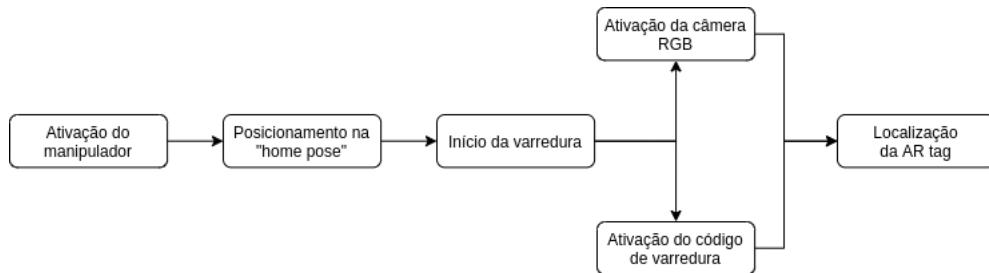 Ativação do
manipulador
Posicionamento na
"home pose"
Início da varredura
Ativação da câmera
RGB
Ativação do código
de varredura
Localização
da AR tag